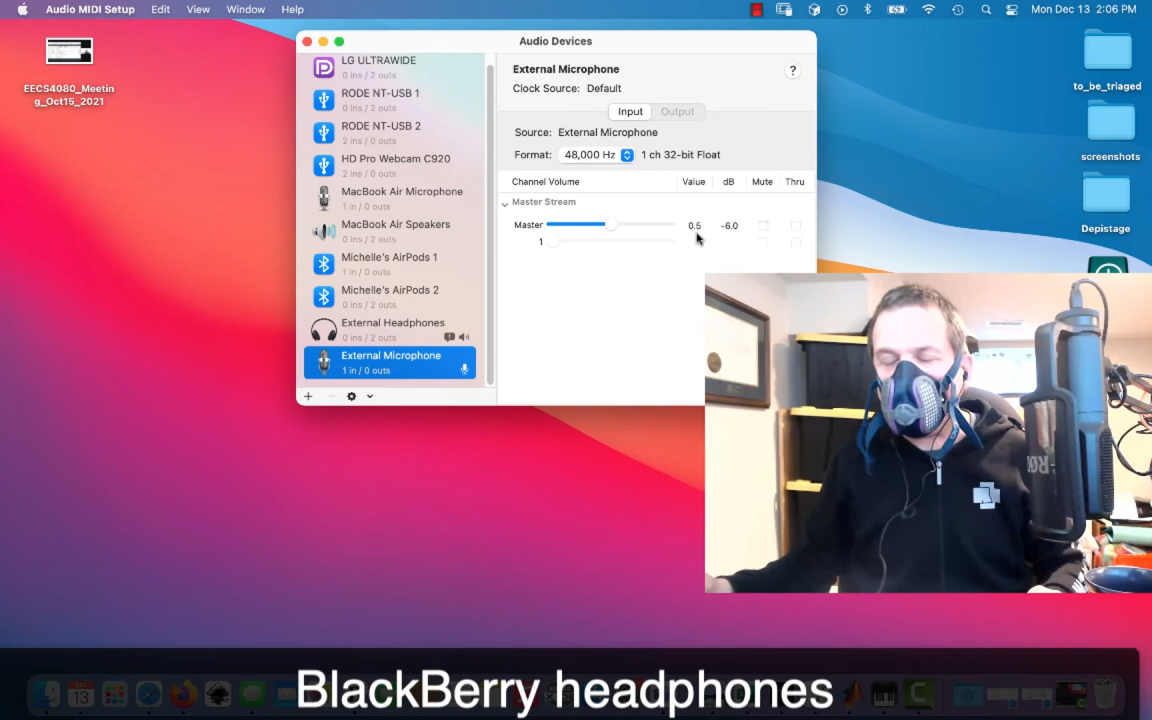 Audio MIDI Setup Edit View Window Help Mon Dec 13 2:06 PM
EECS4080_Meetin
g_Oct15_2021
to_be_triaged
screenshots
Depistage
Audio Devices
LG ULTRAWIDE
0 ins / 2 outs
RODE NT-USB 1
0 ins / 2 outs
RODE NT-USB 2
2 ins / 0 outs
HD Pro Webcam C920
2 ins / 0 outs
MacBook Air Microphone
1 in / 0 outs
MacBook Air Speakers
0 ins / 2 outs
Michelle's AirPods 1
1 in / 0 outs
Michelle's AirPods 2
0 ins / 2 outs
External Headphones
0 ins / 2 outs
External Microphone
1 in / 0 outs
External Microphone ?
Clock Source: Default
Input Output
Source: External Microphone
Format: 48,000 Hz 1 ch 32-bit Float
Channel Volume Value dB Mute Thru
Master Stream
Master 0.5 -6.0
1
BlackBerry headphones
13